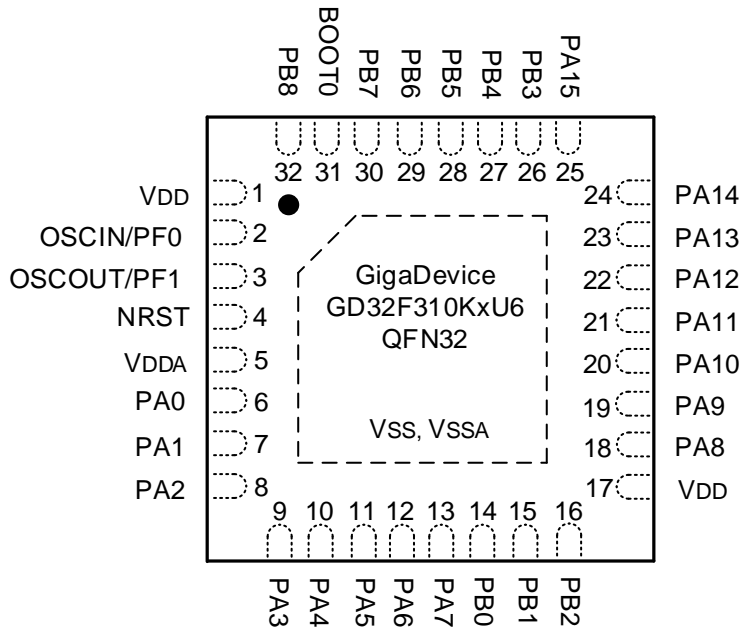 PB8 BOOT0 PB7 PB6 PB5 PB4 PB3 PA15
32 31 30 29 28 27 26 25
VDD 1
OSCIN/PF0 2
OSCOUT/PF1 3
NRST 4
VDDA 5
PA0 6
PA1 7
PA2 8
GigaDevice
GD32F310KxU6
QFN32
VSS, VSSA
24 PA14
23 PA13
22 PA12
21 PA11
20 PA10
19 PA9
18 PA8
17 VDD
9 10 11 12 13 14 15 16
PA3 PA4 PA5 PA6 PA7 PB0 PB1 PB2